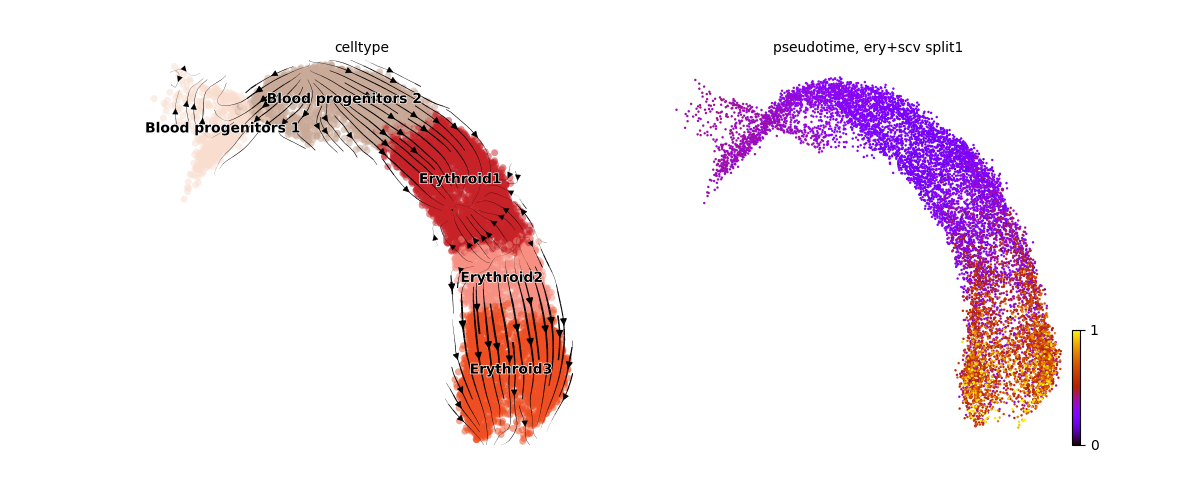 celltype
Blood progenitors 2
Blood progenitors 1
Erythroid1
Erythroid2
Erythroid3
pseudotime, ery+scv split1
1
0